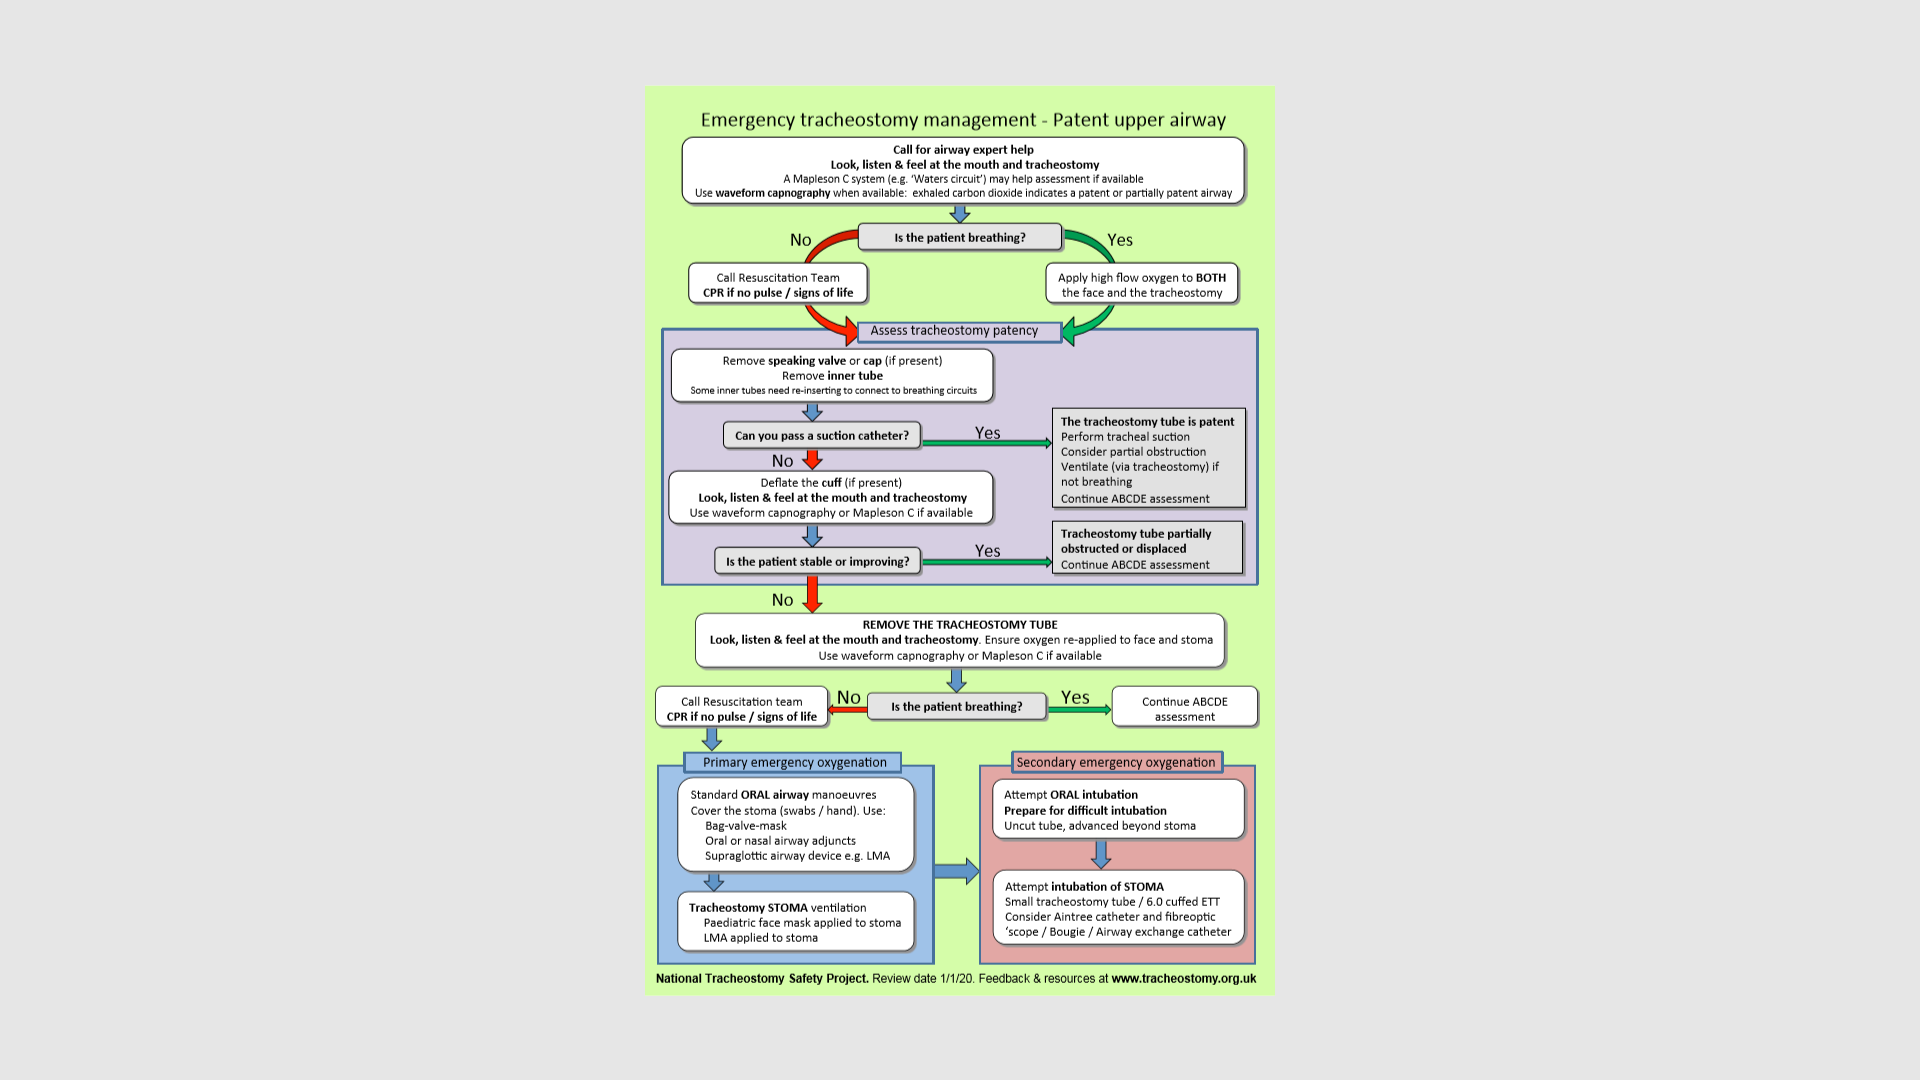 Emergency tracheostomy management - Patent upper airway
Call for airway expert help
Look, listen & feel at the mouth and tracheostomy
A Mapleson C system (e.g. ‘Waters circuit’) may help assessment if available
Use waveform capnography when available: exhaled carbon dioxide indicates a patent or partially patent airway
Is the patient breathing?
No
Yes
Call Resuscitation Team
CPR if no pulse / signs of life
Apply high flow oxygen to BOTH
the face and the tracheostomy
Assess tracheostomy patency
Remove speaking valve or cap (if present)
Remove inner tube
Some inner tubes need re-inserting to connect to breathing circuits
Can you pass a suction catheter?
Yes
The tracheostomy tube is patent
Perform tracheal suction
Consider partial obstruction
Ventilate (via tracheostomy) if
not breathing
Continue ABCDE assessment
No
Deflate the cuff (if present)
Look, listen & feel at the mouth and tracheostomy
Use waveform capnography or Mapleson C if available
Is the patient stable or improving?
Yes
Tracheostomy tube partially
obstructed or displaced
Continue ABCDE assessment
No
REMOVE THE TRACHEOSTOMY TUBE
Look, listen & feel at the mouth and tracheostomy. Ensure oxygen re-applied to face and stoma
Use waveform capnography or Mapleson C if available
Is the patient breathing?
No
Yes
Call Resuscitation team
CPR if no pulse / signs of life
Continue ABCDE
assessment
Primary emergency oxygenation
Standard ORAL airway manoeuvres
Cover the stoma (swabs / hand). Use:
Bag-valve-mask
Oral or nasal airway adjuncts
Supraglottic airway device e.g. LMA
Tracheostomy STOMA ventilation
Paediatric face mask applied to stoma
LMA applied to stoma
Secondary emergency oxygenation
Attempt ORAL intubation
Prepare for difficult intubation
Uncut tube, advanced beyond stoma
Attempt intubation of STOMA
Small tracheostomy tube / 6.0 cuffed ETT
Consider Aintree catheter and fibreoptic
‘scope / Bougie / Airway exchange catheter
National Tracheostomy Safety Project. Review date 1/1/20. Feedback & resources at www.tracheostomy.org.uk